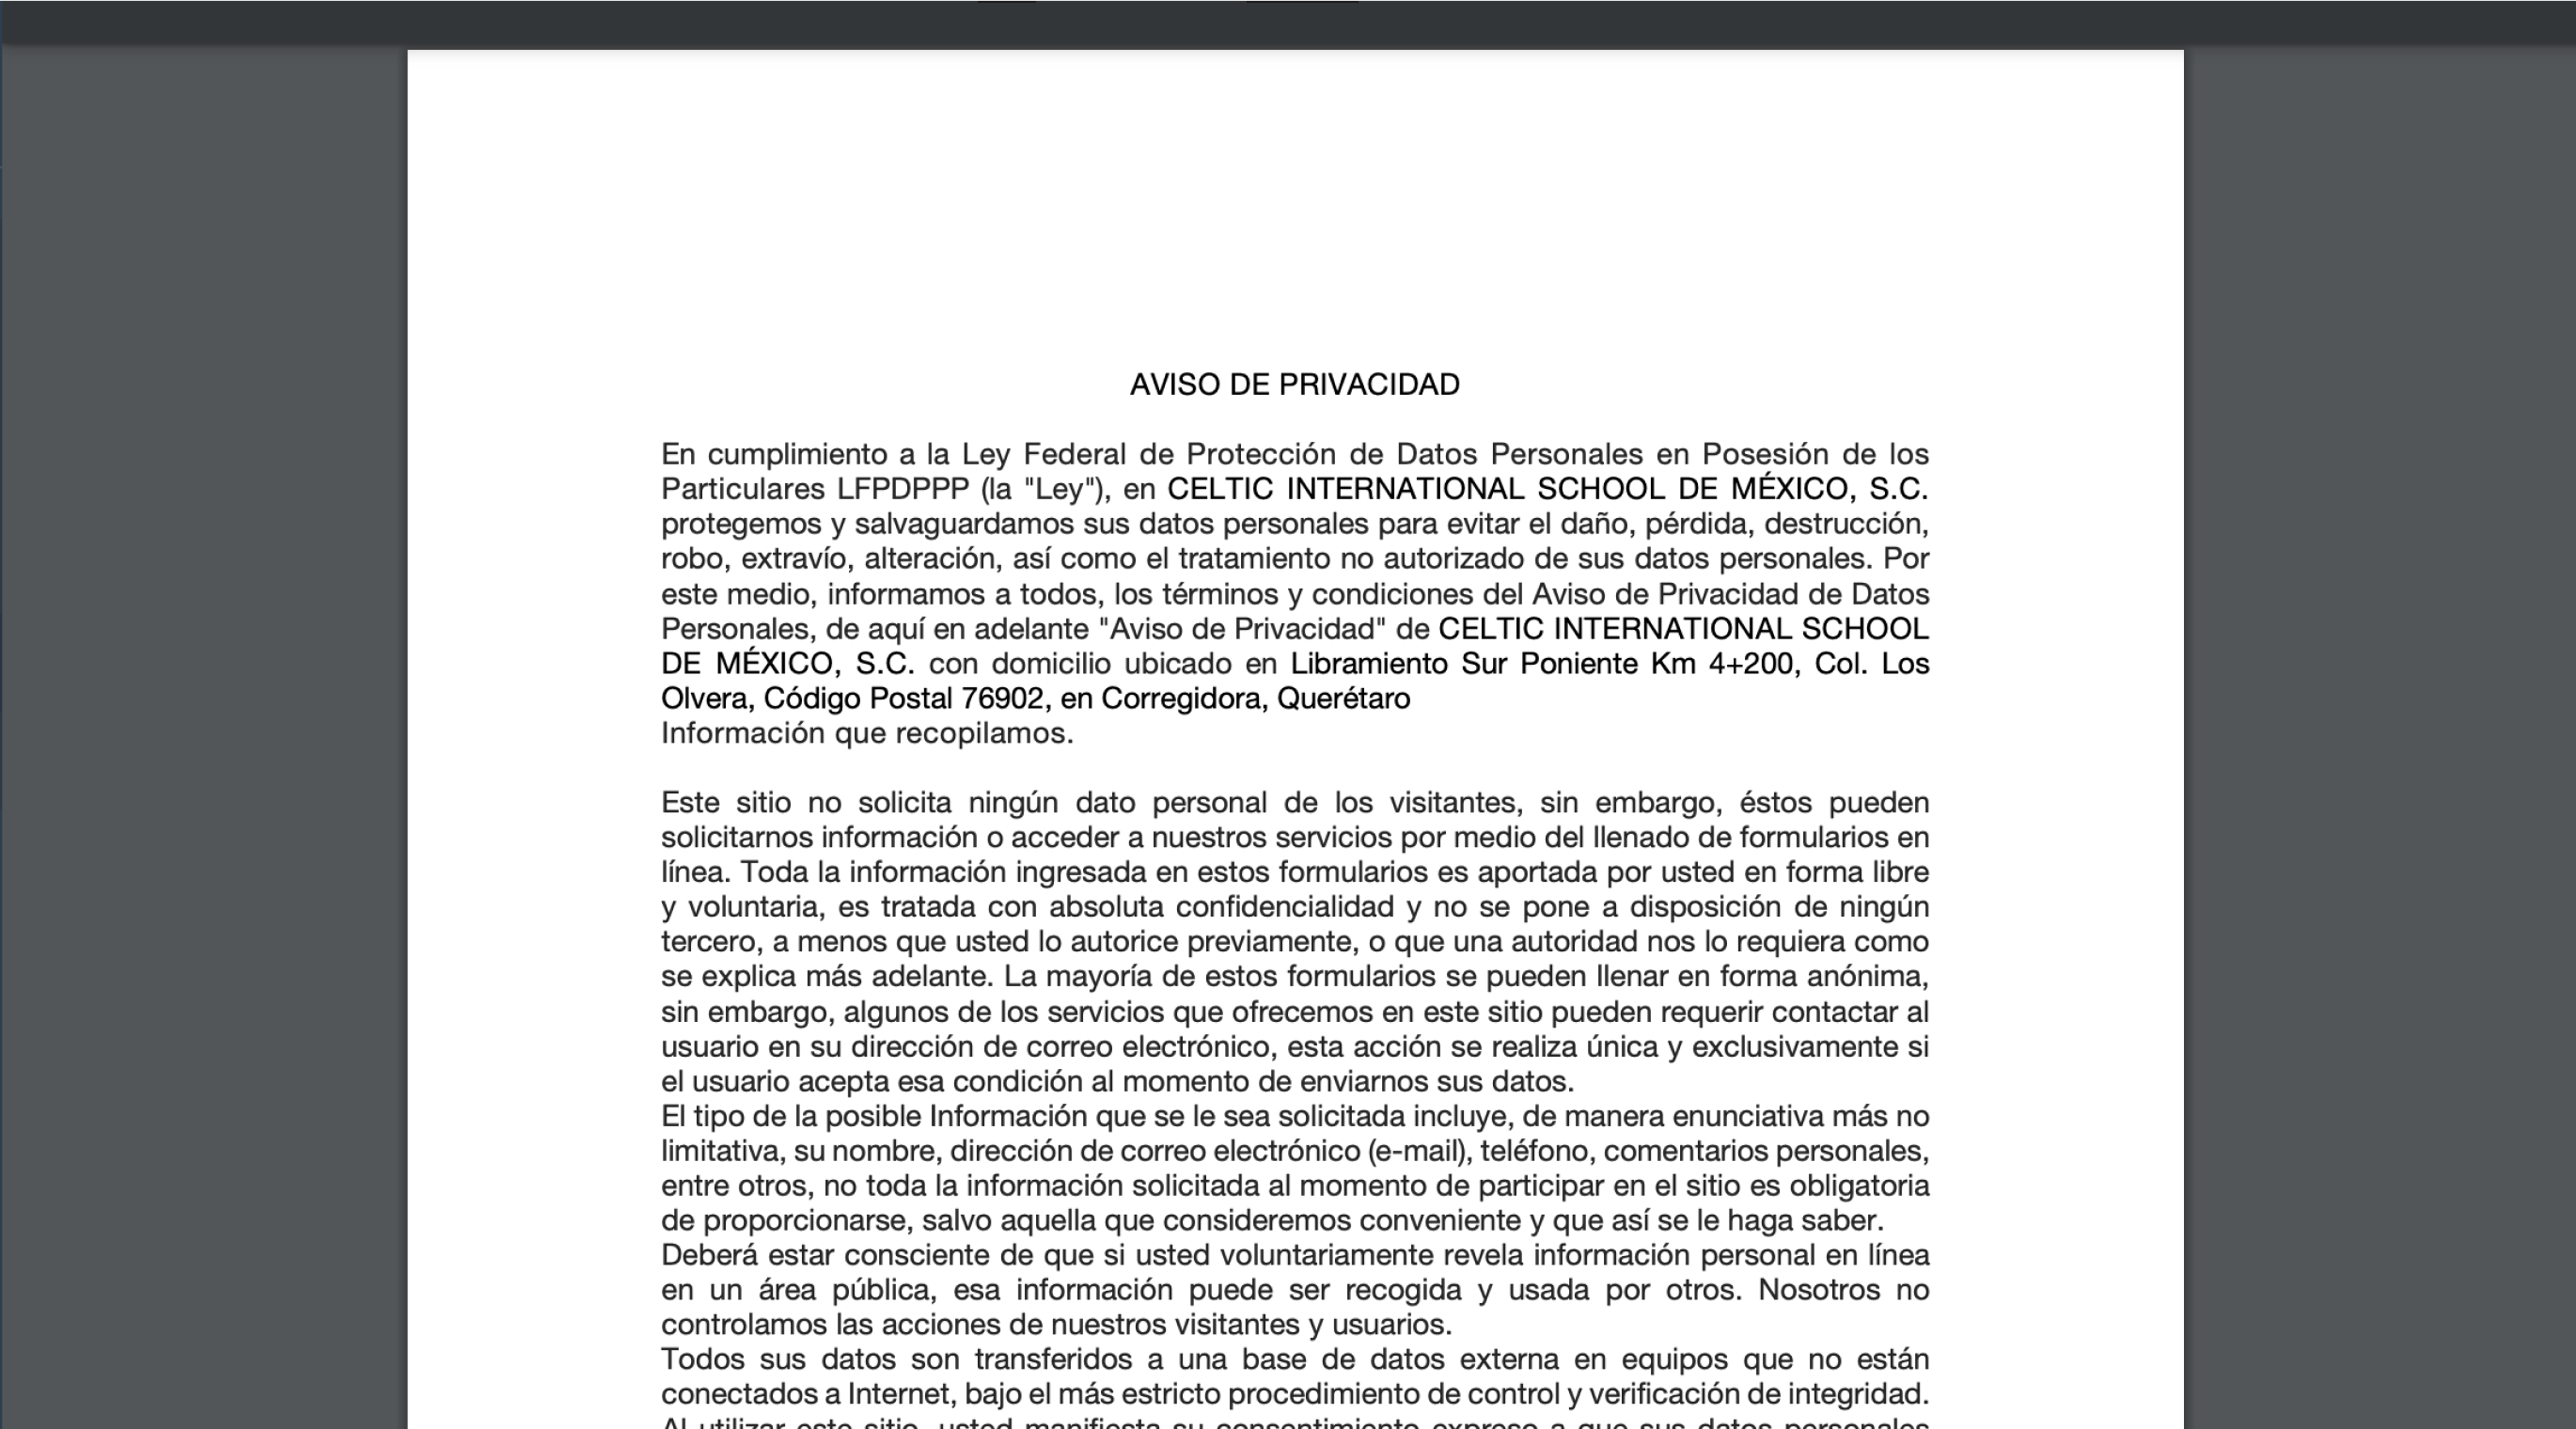 AVISO DE PRIVACIDAD
En cumplimiento a la Ley Federal de Protección de Datos Personales en Posesión de los
Particulares LFPDPPP (la "Ley"), en CELTIC INTERNATIONAL SCHOOL DE MÉXICO, S.C.
protegemos y salvaguardamos sus datos personales para evitar el daño, pérdida, destrucción,
robo, extravío, alteración, así como el tratamiento no autorizado de sus datos personales. Por
este medio, informamos a todos, los términos y condiciones del Aviso de Privacidad de Datos
Personales, de aquí en adelante "Aviso de Privacidad" de CELTIC INTERNATIONAL SCHOOL
DE MÉXICO, S.C. con domicilio ubicado en Libramiento Sur Poniente Km 4+200, Col. Los
Olvera, Código Postal 76902, en Corregidora, Querétaro
Información que recopilamos.
Este sitio no solicita ningún dato personal de los visitantes, sin embargo, éstos pueden
solicitarnos información o acceder a nuestros servicios por medio del llenado de formularios en
línea. Toda la información ingresada en estos formularios es aportada por usted en forma libre
y voluntaria, es tratada con absoluta confidencialidad y no se pone a disposición de ningún
tercero, a menos que usted lo autorice previamente, o que una autoridad nos lo requiera como
se explica más adelante. La mayoría de estos formularios se pueden llenar en forma anónima,
sin embargo, algunos de los servicios que ofrecemos en este sitio pueden requerir contactar al
usuario en su dirección de correo electrónico, esta acción se realiza única y exclusivamente si
el usuario acepta esa condición al momento de enviarnos sus datos.
El tipo de la posible Información que se le sea solicitada incluye, de manera enunciativa más no
limitativa, su nombre, dirección de correo electrónico (e-mail), teléfono, comentarios personales,
entre otros, no toda la información solicitada al momento de participar en el sitio es obligatoria
de proporcionarse, salvo aquella que consideremos conveniente y que así se le haga saber.
Deberá estar consciente de que si usted voluntariamente revela información personal en línea
en un área pública, esa información puede ser recogida y usada por otros. Nosotros no
controlamos las acciones de nuestros visitantes y usuarios.
Todos sus datos son transferidos a una base de datos externa en equipos que no están
conectados a Internet, bajo el más estricto procedimiento de control y verificación de integridad.
Al utilizar este sitio, usted manifiesta su consentimiento expreso a que sus datos personales